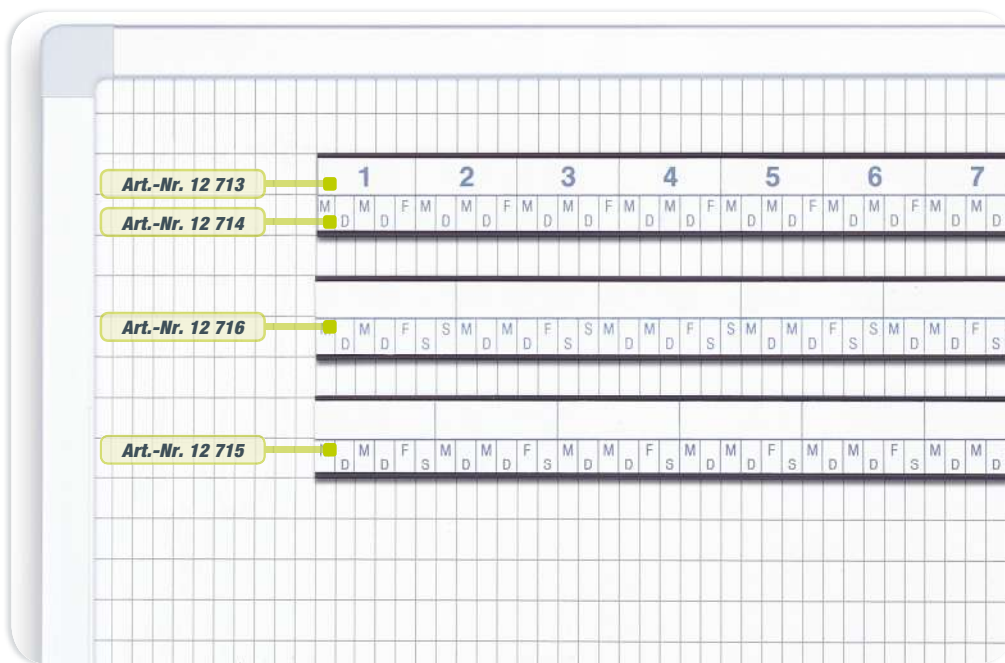 Art.-Nr. 12 713 1 2 3 4 5 6 7
M M F M M F M M F M M F M M F M M F M M
Art.-Nr. 12 714 D D D D D D D D D D D D D D
Art.-Nr. 12 716 M F S M M F S M M F S M M F S M M F
D D S D D S D D S D D S D D S
Art.-Nr. 12 715 M F M M F M M F M M F M M F M M
D D S D D S D D S D D S D D S D D